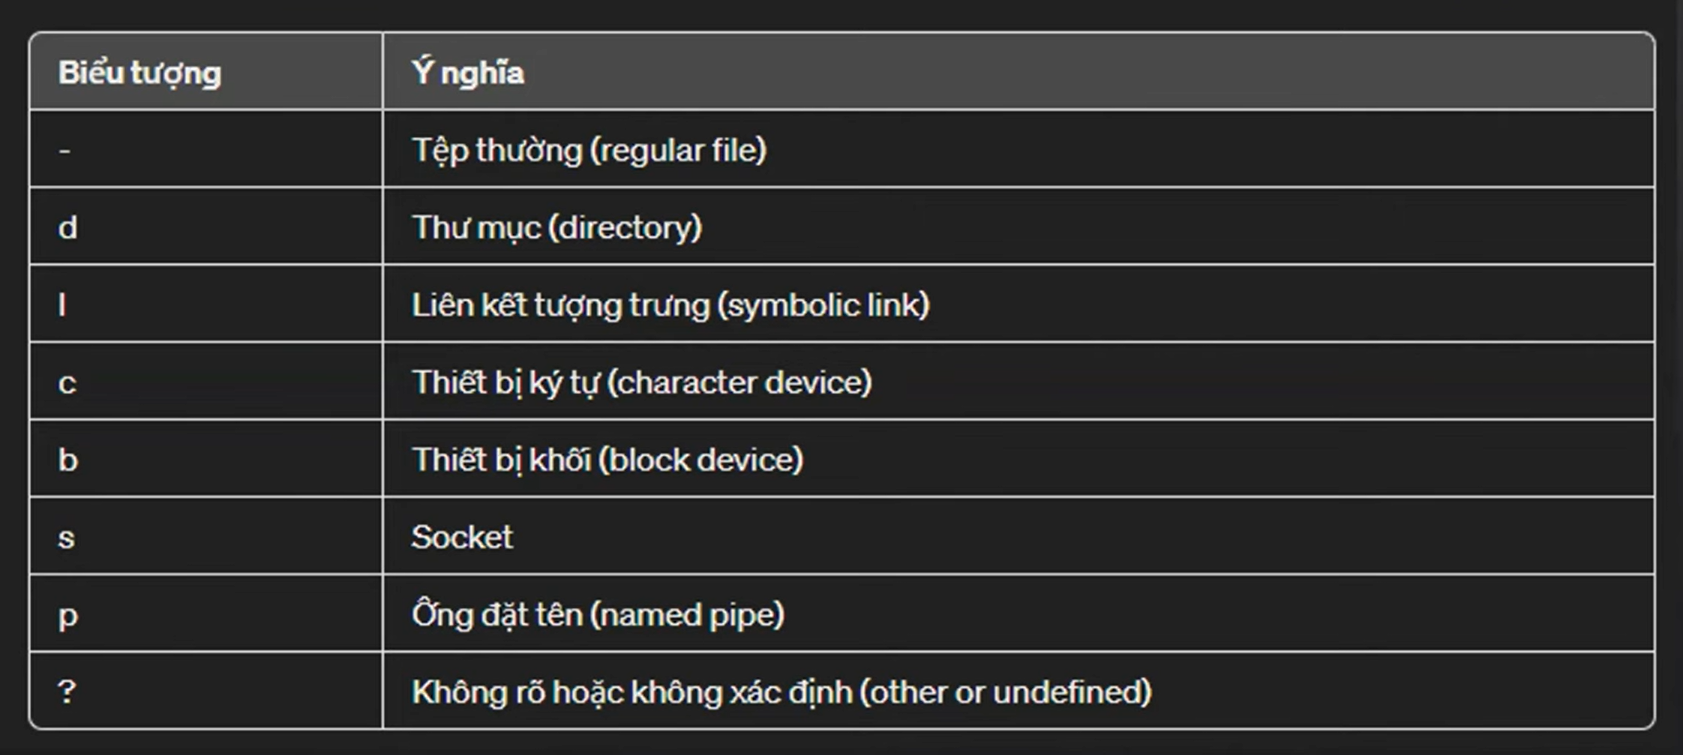 Biểu tượng Ý nghĩa
- Tệp thường (regular file)
d Thư mục (directory)
l Liên kết tượng trưng (symbolic link)
c Thiết bị ký tự (character device)
b Thiết bị khối (block device)
s Socket
p Ống đặt tên (named pipe)
? Không rõ hoặc không xác định (other or undefined)